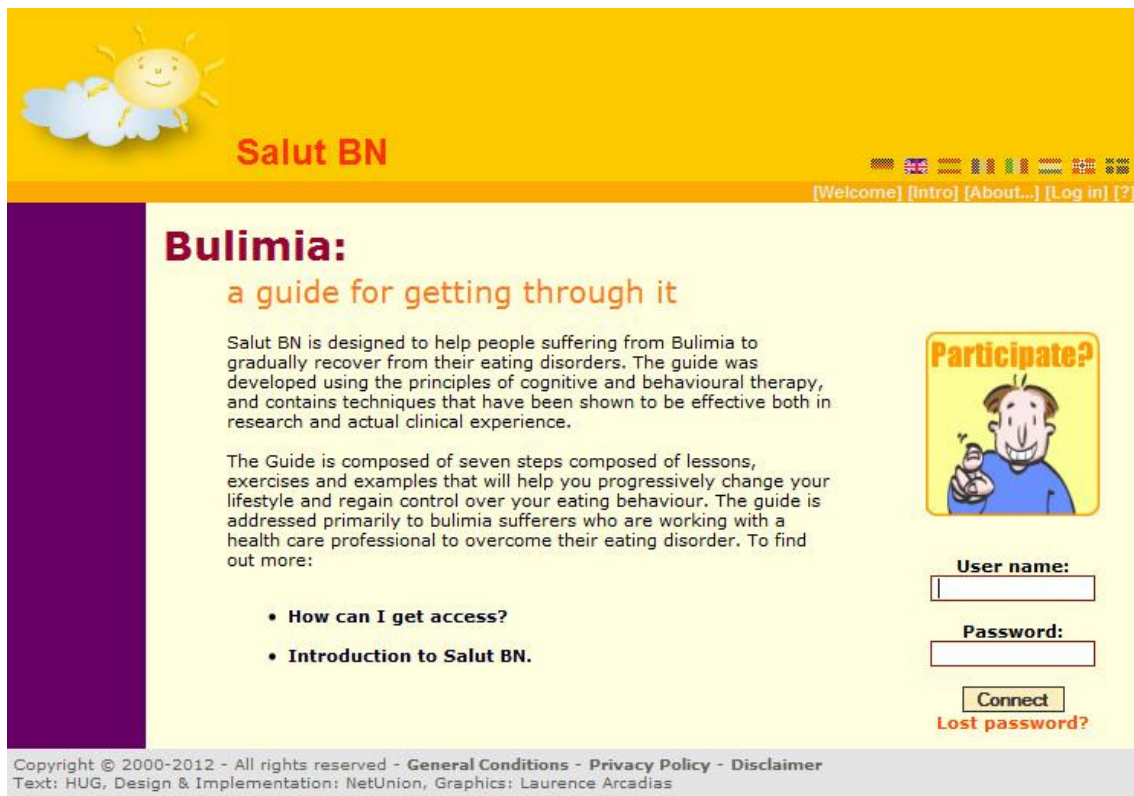 Salut BN
[Welcome] [Intro] [About...] [Log in] [?]
Bulimia:
a guide for getting through it
Salut BN is designed to help people suffering from Bulimia to
gradually recover from their eating disorders. The guide was
developed using the principles of cognitive and behavioural therapy,
and contains techniques that have been shown to be effective both in
research and actual clinical experience.
The Guide is composed of seven steps composed of lessons,
exercises and examples that will help you progressively change your
lifestyle and regain control over your eating behaviour. The guide is
addressed primarily to bulimia sufferers who are working with a
health care professional to overcome their eating disorder. To find
out more:
• How can I get access?
• Introduction to Salut BN.
Participate?
User name:
Password:
Connect
Lost password?
Copyright © 2000-2012 - All rights reserved - General Conditions - Privacy Policy - Disclaimer
Text: HUG, Design & Implementation: NetUnion, Graphics: Laurence Arcadias